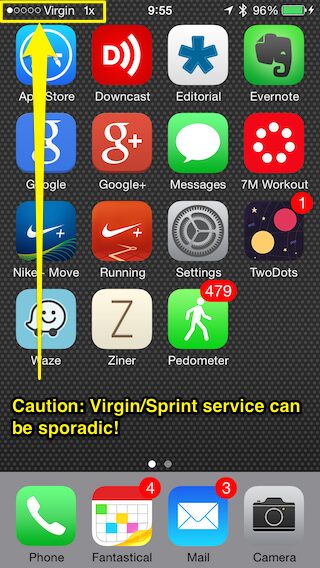 Virgin 1x 9:55 96%
App Store Downcast Editorial Evernote
Google Google+ Messages 7M Workout
1
Nike+ Move Running Settings TwoDots
479
Waze Ziner Pedometer
Caution: Virgin/Sprint service can
be sporadic!
4 3
Phone Fantastical Mail Camera